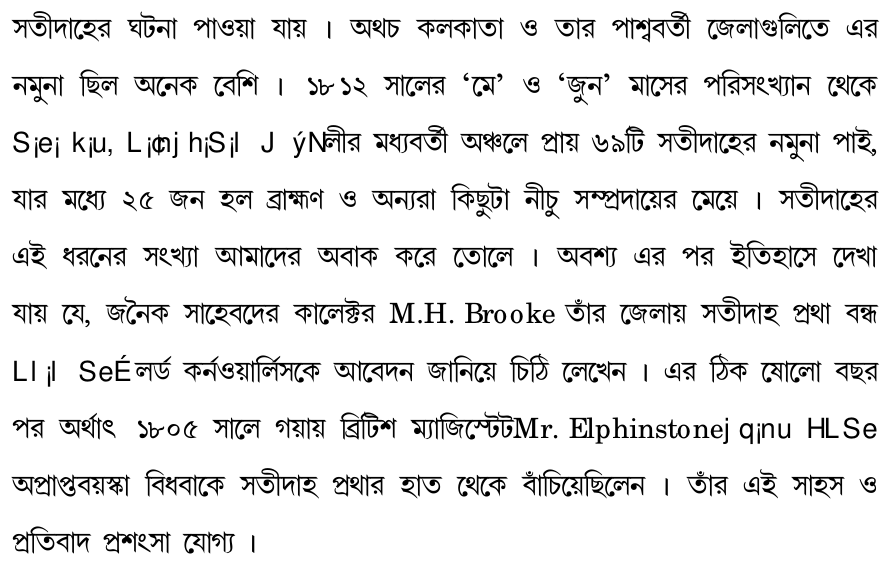 সতীদাহের ঘটনা পাওয়া যায় । অথচ কলকাতা ও তার পাশ্ববর্তী জেলাগুলিতে এর
নমুনা ছিল অনেক বেশি । ১৮১২ সালের ‘মে’ ও ‘জুন’ মাসের পরিসংখ্যান থেকে
S¡e¡ k¡u, L¡¢nj h¡S¡l J ýNলীর মধ্যবর্তী অঞ্চলে প্রায় ৬৯টি সতীদাহের নমুনা পাই,
যার মধ্যে ২৫ জন হল ব্রাহ্মণ ও অন্যরা কিছুটা নীচু সম্প্রদায়ের মেয়ে । সতীদাহের
এই ধরনের সংখ্যা আমাদের অবাক করে তোলে । অবশ্য এর পর ইতিহাসে দেখা
যায় যে, জনৈক সাহেবদের কালেক্টর M.H. Brooke তাঁর জেলায় সতীদাহ প্রথা বন্ধ
Ll¡l SeÉ লর্ড কর্নওয়ার্লিসকে আবেদন জানিয়ে চিঠি লেখেন । এর ঠিক ষোলো বছর
পর অর্থাৎ ১৮০৫ সালে গয়ায় ব্রিটিশ ম্যাজিস্টেটMr. Elphinstonej q¡nu HLSe
অপ্রাপ্তবয়স্কা বিধবাকে সতীদাহ প্রথার হাত থেকে বাঁচিয়েছিলেন । তাঁর এই সাহস ও
প্রতিবাদ প্রশংসা যোগ্য ।